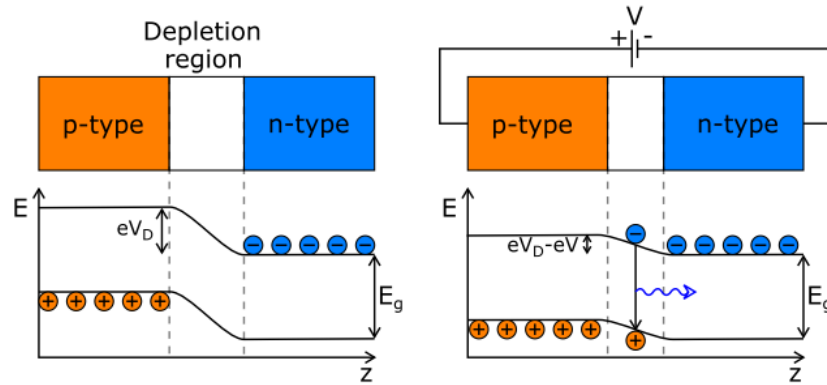 Depletion
region
p-type
n-type
E
eV_D
− − − − −
+ + + + +
E_g
z
V
+ -
p-type
n-type
E
eV_D-eV
− − − − − −
+ + + + + +
E_g
z